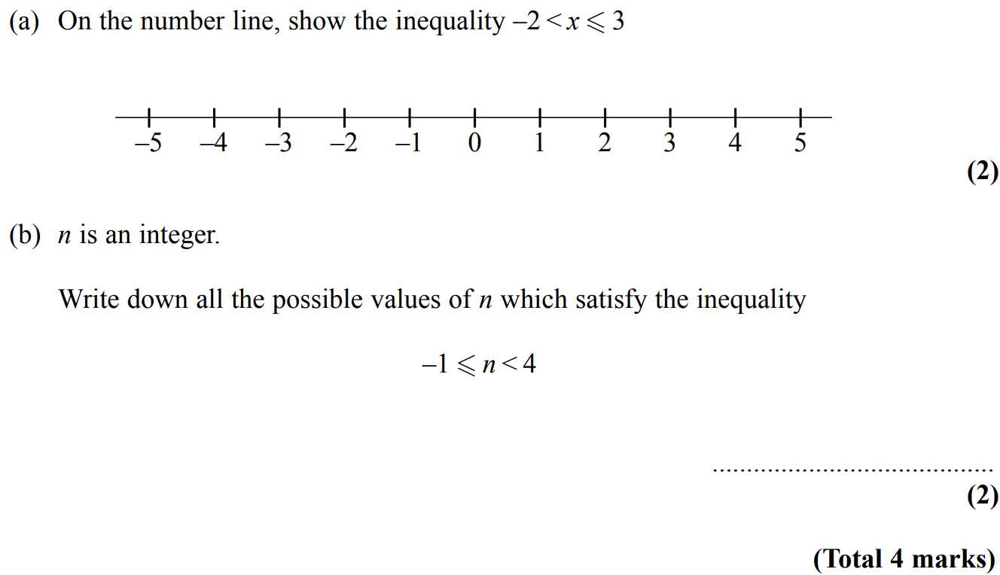 (a) On the number line, show the inequality –2 < x ⩽ 3
–5 –4 –3 –2 –1 0 1 2 3 4 5
(2)
(b) n is an integer.
Write down all the possible values of n which satisfy the inequality
–1 ⩽ n < 4
........................................
(2)
(Total 4 marks)